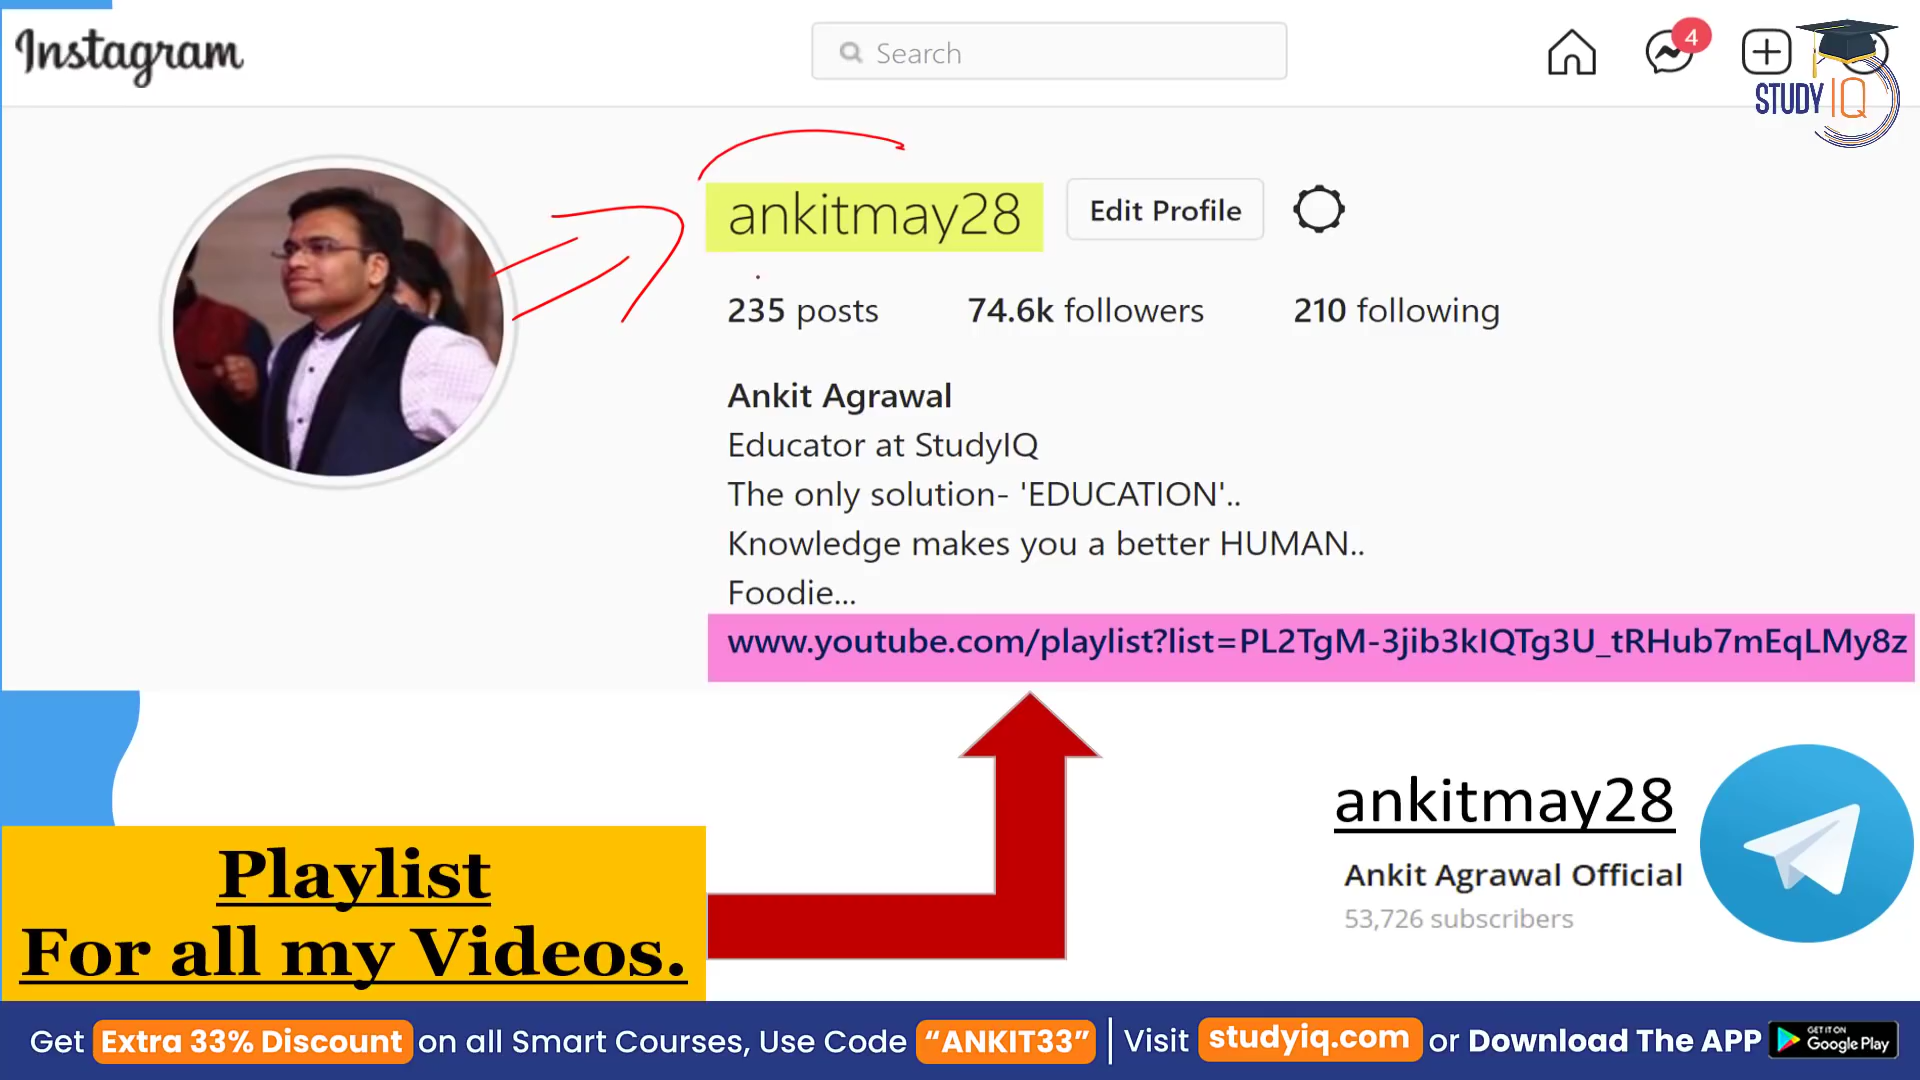 Instagram
Search
4
STUDY IQ
ankitmay28
Edit Profile
235 posts 74.6k followers 210 following
Ankit Agrawal
Educator at StudyIQ
The only solution- 'EDUCATION'..
Knowledge makes you a better HUMAN..
Foodie...
www.youtube.com/playlist?list=PL2TgM-3jib3kIQTg3U_tRHub7mEqLMy8z
Playlist
For all my Videos.
ankitmay28
Ankit Agrawal Official
53,726 subscribers
Get Extra 33% Discount on all Smart Courses, Use Code “ANKIT33” | Visit studyiq.com or Download The APP
GET IT ON
Google Play